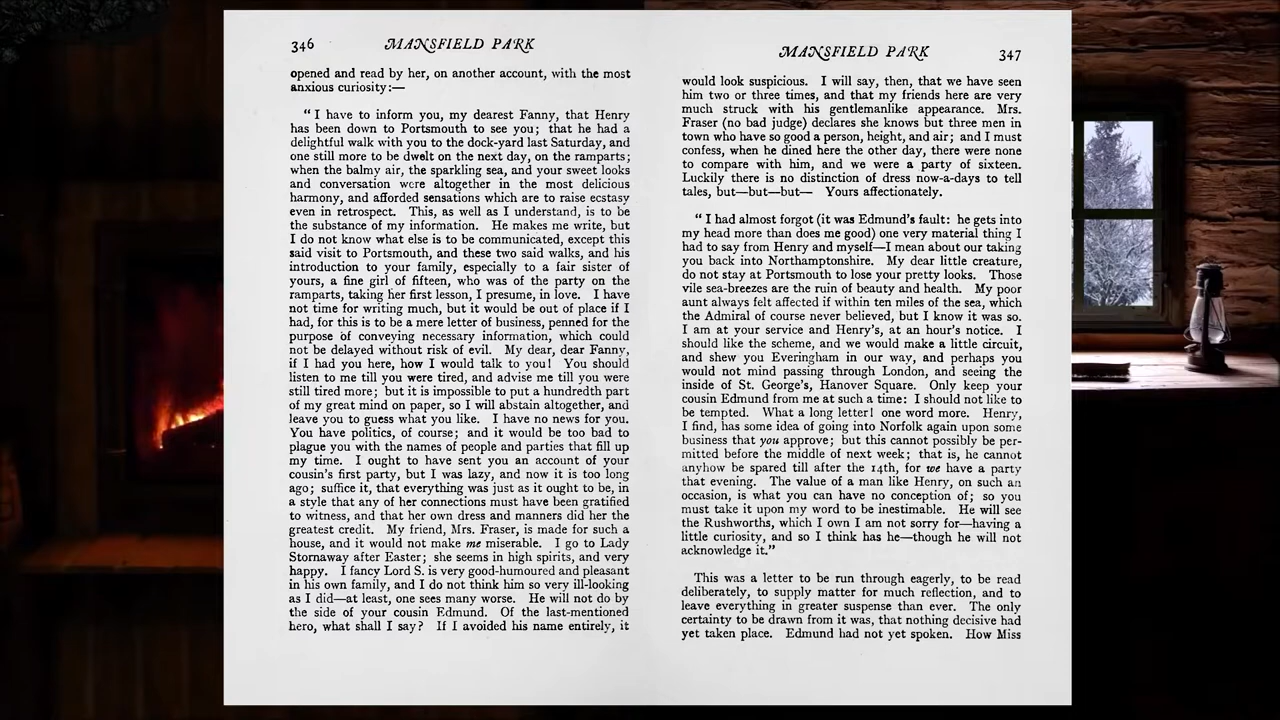 346 MANSFIELD PARK
opened and read by her, on another account, with the most
anxious curiosity:—
“ I have to inform you, my dearest Fanny, that Henry
has been down to Portsmouth to see you; that he had a
delightful walk with you to the dock-yard last Saturday, and
one still more to be dwelt on the next day, on the ramparts;
when the balmy air, the sparkling sea, and your sweet looks
and conversation were altogether in the most delicious
harmony, and afforded sensations which are to raise ecstasy
even in retrospect. This, as well as I understand, is to be
the substance of my information. He makes me write, but
I do not know what else is to be communicated, except this
said visit to Portsmouth, and these two said walks, and his
introduction to your family, especially to a fair sister of
yours, a fine girl of fifteen, who was of the party on the
ramparts, taking her first lesson, I presume, in love. I have
not time for writing much, but it would be out of place if I
had, for this is to be a mere letter of business, penned for the
purpose of conveying necessary information, which could
not be delayed without risk of evil. My dear, dear Fanny,
if I had you here, how I would talk to you! You should
listen to me till you were tired, and advise me till you were
still tired more; but it is impossible to put a hundredth part
of my great mind on paper, so I will abstain altogether, and
leave you to guess what you like. I have no news for you.
You have politics, of course; and it would be too bad to
plague you with the names of people and parties that fill up
my time. I ought to have sent you an account of your
cousin's first party, but I was lazy, and now it is too long
ago; suffice it, that everything was just as it ought to be, in
a style that any of her connections must have been gratified
to witness, and that her own dress and manners did her the
greatest credit. My friend, Mrs. Fraser, is made for such a
house, and it would not make me miserable. I go to Lady
Stornaway after Easter; she seems in high spirits, and very
happy. I fancy Lord S. is very good-humoured and pleasant
in his own family, and I do not think him so very ill-looking
as I did—at least, one sees many worse. He will not do by
the side of your cousin Edmund. Of the last-mentioned
hero, what shall I say? If I avoided his name entirely, it
MANSFIELD PARK 347
would look suspicious. I will say, then, that we have seen
him two or three times, and that my friends here are very
much struck with his gentlemanlike appearance. Mrs.
Fraser (no bad judge) declares she knows but three men in
town who have so good a person, height, and air; and I must
confess, when he dined here the other day, there were none
to compare with him, and we were a party of sixteen.
Luckily there is no distinction of dress now-a-days to tell
tales, but—but—but— Yours affectionately.
“ I had almost forgot (it was Edmund's fault: he gets into
my head more than does me good) one very material thing I
had to say from Henry and myself—I mean about our taking
you back into Northamptonshire. My dear little creature,
do not stay at Portsmouth to lose your pretty looks. Those
vile sea-breezes are the ruin of beauty and health. My poor
aunt always felt affected if within ten miles of the sea, which
the Admiral of course never believed, but I know it was so.
I am at your service and Henry's, at an hour's notice. I
should like the scheme, and we would make a little circuit,
and shew you Everingham in our way, and perhaps you
would not mind passing through London, and seeing the
inside of St. George's, Hanover Square. Only keep your
cousin Edmund from me at such a time: I should not like to
be tempted. What a long letter! one word more. Henry,
I find, has some idea of going into Norfolk again upon some
business that you approve; but this cannot possibly be per-
mitted before the middle of next week; that is, he cannot
anyhow be spared till after the 14th, for we have a party
that evening. The value of a man like Henry, on such an
occasion, is what you can have no conception of; so you
must take it upon my word to be inestimable. He will see
the Rushworths, which I own I am not sorry for—having a
little curiosity, and so I think has he—though he will not
acknowledge it.”
This was a letter to be run through eagerly, to be read
deliberately, to supply matter for much reflection, and to
leave everything in greater suspense than ever. The only
certainty to be drawn from it was, that nothing decisive had
yet taken place. Edmund had not yet spoken. How Miss